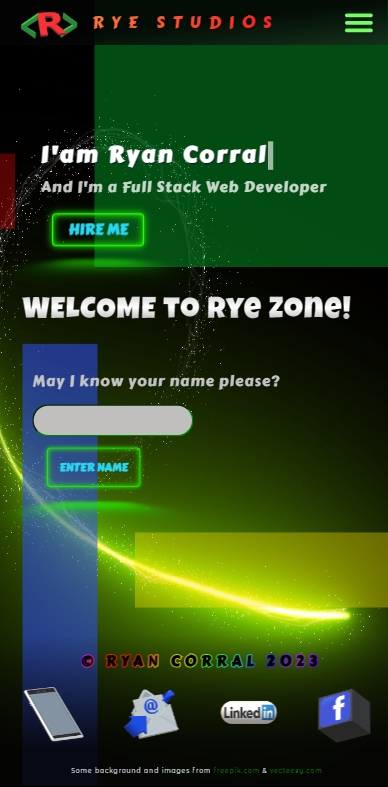 R RYE STUDIOS
I'am Ryan Corral
And I'm a Full Stack Web Developer
HIRE ME
WELCOME To Rye Zone!
May I know your name please?
ENTER NAME
© RYAN CORRAL 2023
@
Linked in
f
Some background and images from freepik.com & vecteezy.com